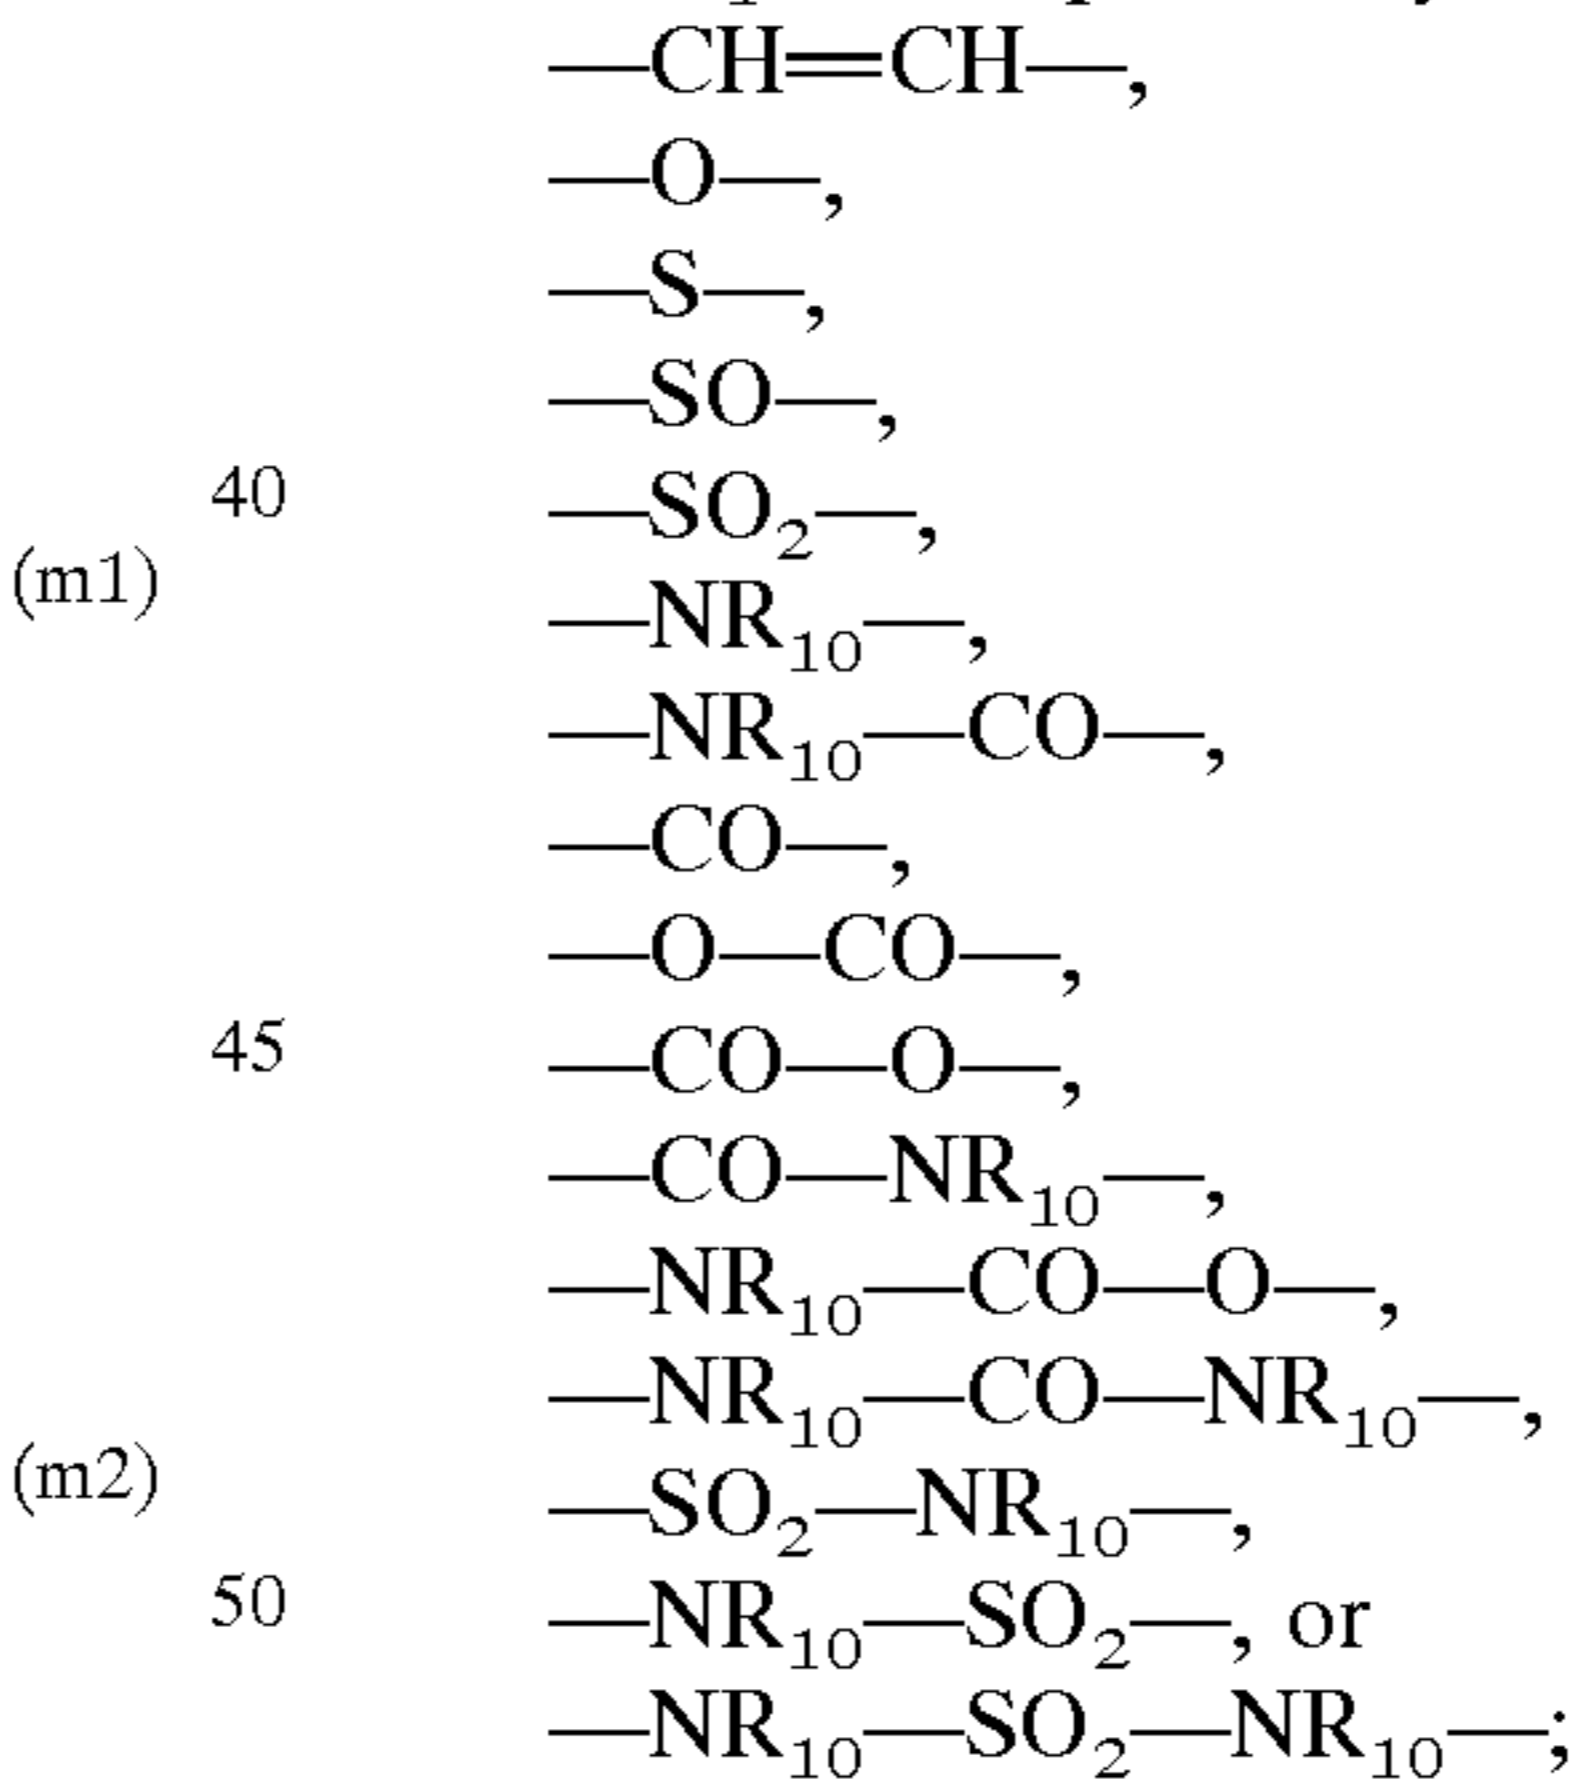 —CH=CH—,
—O—,
—S—,
—SO—,
40 —SO₂—,
(m1)
—NR₁₀—,
—NR₁₀—CO—,
—CO—,
—O—CO—,
45 —CO—O—,
—CO—NR₁₀—,
—NR₁₀—CO—O—,
—NR₁₀—CO—NR₁₀—,
(m2)
—SO₂—NR₁₀—,
50 —NR₁₀—SO₂—, or
—NR₁₀—SO₂—NR₁₀—;